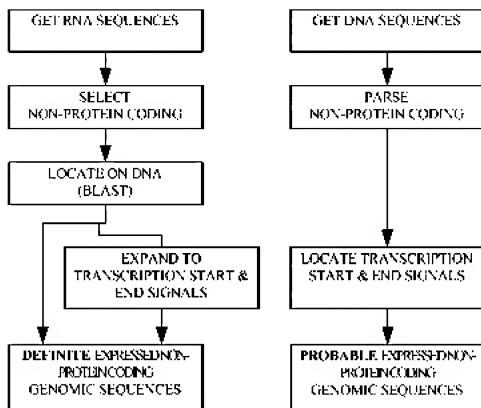 GET RNA SEQUENCES
SELECT
NON-PROTEIN CODING
LOCATE ON DNA
(BLAST)
EXPAND TO
TRANSCRIPTION START &
END SIGNALS
DEFINITE EXPRESSED NON-
PROTEIN CODING
GENOMIC SEQUENCES
GET DNA SEQUENCES
PARSE
NON-PROTEIN CODING
LOCATE TRANSCRIPTION
START & END SIGNALS
PROBABLE EXPRESSED NON-
PROTEIN CODING
GENOMIC SEQUENCES